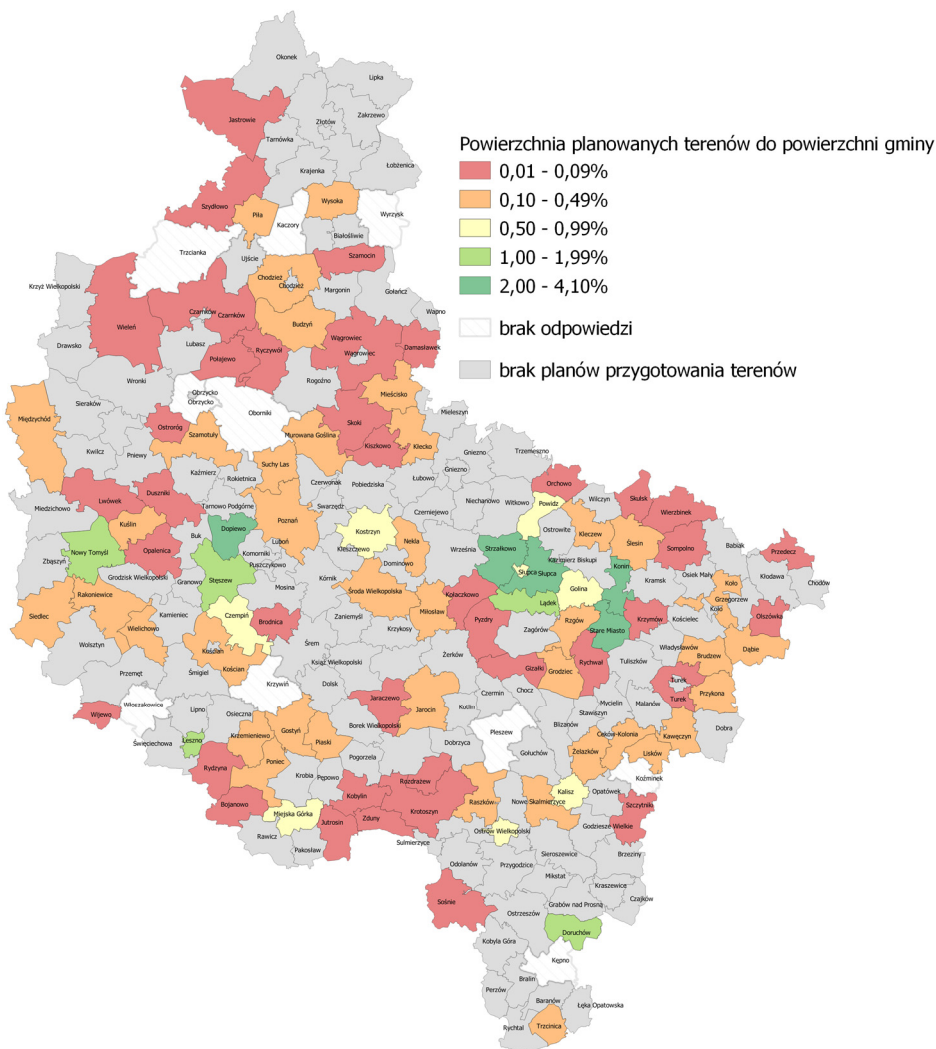 Okonek
Lipka
Jastrowie
Złotów
Zakrzewo
Tarnówka
Powierzchnia planowanych terenów do powierzchni gminy
0,01 - 0,09%
0,10 - 0,49%
0,50 - 0,99%
1,00 - 1,99%
2,00 - 4,10%
brak odpowiedzi
brak planów przygotowania terenów
Krajenka
Łobżenica
Szydłowo
Piła
Wysoka
Kaczory
Wyrzysk
Białośliwie
Trzcianka
Ujście
Szamocin
Krzyż Wielkopolski
Chodzież
Chodzież
Margonin
Gołańcz
Wapno
Wieleń
Czarnków
Czarnków
Budzyń
Wągrowiec
Damasławek
Drawsko
Lubasz
Połajewo
Ryczywół
Wągrowiec
Wronki
Rogoźno
Mieścisko
Sieraków
Obrzycko
Obrzycko
Oborniki
Międzychód
Ostroróg
Szamotuły
Murowana Goślina
Skoki
Kiszkowo
Kłecko
Mieleszyn
Kwilcz
Pniewy
Suchy Las
Kaźmierz
Rokietnica
Czerwonak
Pobiedziska
Łubowo
Gniezno
Gniezno
Trzemeszno
Lwówek
Duszniki
Tarnowo Podgórne
Swarzędz
Czerniejewo
Niechanowo
Witkowo
Orchowo
Wilczyn
Skulsk
Wierzbinek
Miedzichowo
Kuślin
Buk
Dopiewo
Poznań
Luboń
Kostrzyn
Nekla
Powidz
Ostrowite
Kleczew
Ślesin
Sompolno
Babiak
Przedecz
Nowy Tomyśl
Opalenica
Komorniki
Puszczykowo
Kleszczewo
Dominowo
Września
Strzałkowo
Kazimierz Biskupi
Konin
Kramsk
Osiek Mały
Kłodawa
Chodów
Zbąszyń
Grodzisk Wielkopolski
Granowo
Stęszew
Mosina
Kórnik
Środa Wielkopolska
Słupca
Słupca
Golina
Koło
Koło
Grzegorzew
Siedlec
Rakoniewice
Kamieniec
Czempiń
Brodnica
Zaniemyśl
Krzykosy
Miłosław
Kołaczkowo
Pyzdry
Lądek
Zagórów
Rzgów
Stare Miasto
Krzymów
Kościelec
Olszówka
Wielichowo
Wolsztyn
Kościan
Kościan
Śrem
Żerków
Gizałki
Grodziec
Rychwał
Tuliszków
Władysławów
Brudzew
Dąbie
Przemęt
Śmigiel
Krzywiń
Książ Wielkopolski
Dolsk
Jaraczewo
Jarocin
Czermin
Chocz
Turek
Turek
Przykona
Wijewo
Włoszakowice
Lipno
Osieczna
Borek Wielkopolski
Kotlin
Pleszew
Blizanów
Stawiszyn
Mycielin
Malanów
Dobra
Święciechowa
Leszno
Krzemieniewo
Gostyń
Piaski
Dobrzyca
Gołuchów
Żelazków
Ceków-Kolonia
Lisków
Kawęczyn
Rydzyna
Poniec
Krobia
Pępowo
Pogorzela
Rozdrażew
Raszków
Nowe Skalmierzyce
Kalisz
Opatówek
Koźminek
Bojanowo
Miejska Górka
Kobylin
Krotoszyn
Szczytniki
Rawicz
Jutrosin
Zduny
Ostrów Wielkopolski
Godziesze Wielkie
Pakosław
Sulmierzyce
Sieroszewice
Brzeziny
Odolanów
Przygodzice
Mikstat
Kraszewice
Czajków
Sośnie
Ostrzeszów
Grabów nad Prosną
Doruchów
Kobyla Góra
Kępno
Bralin
Perzów
Baranów
Łęka Opatowska
Rychtal
Trzcinica